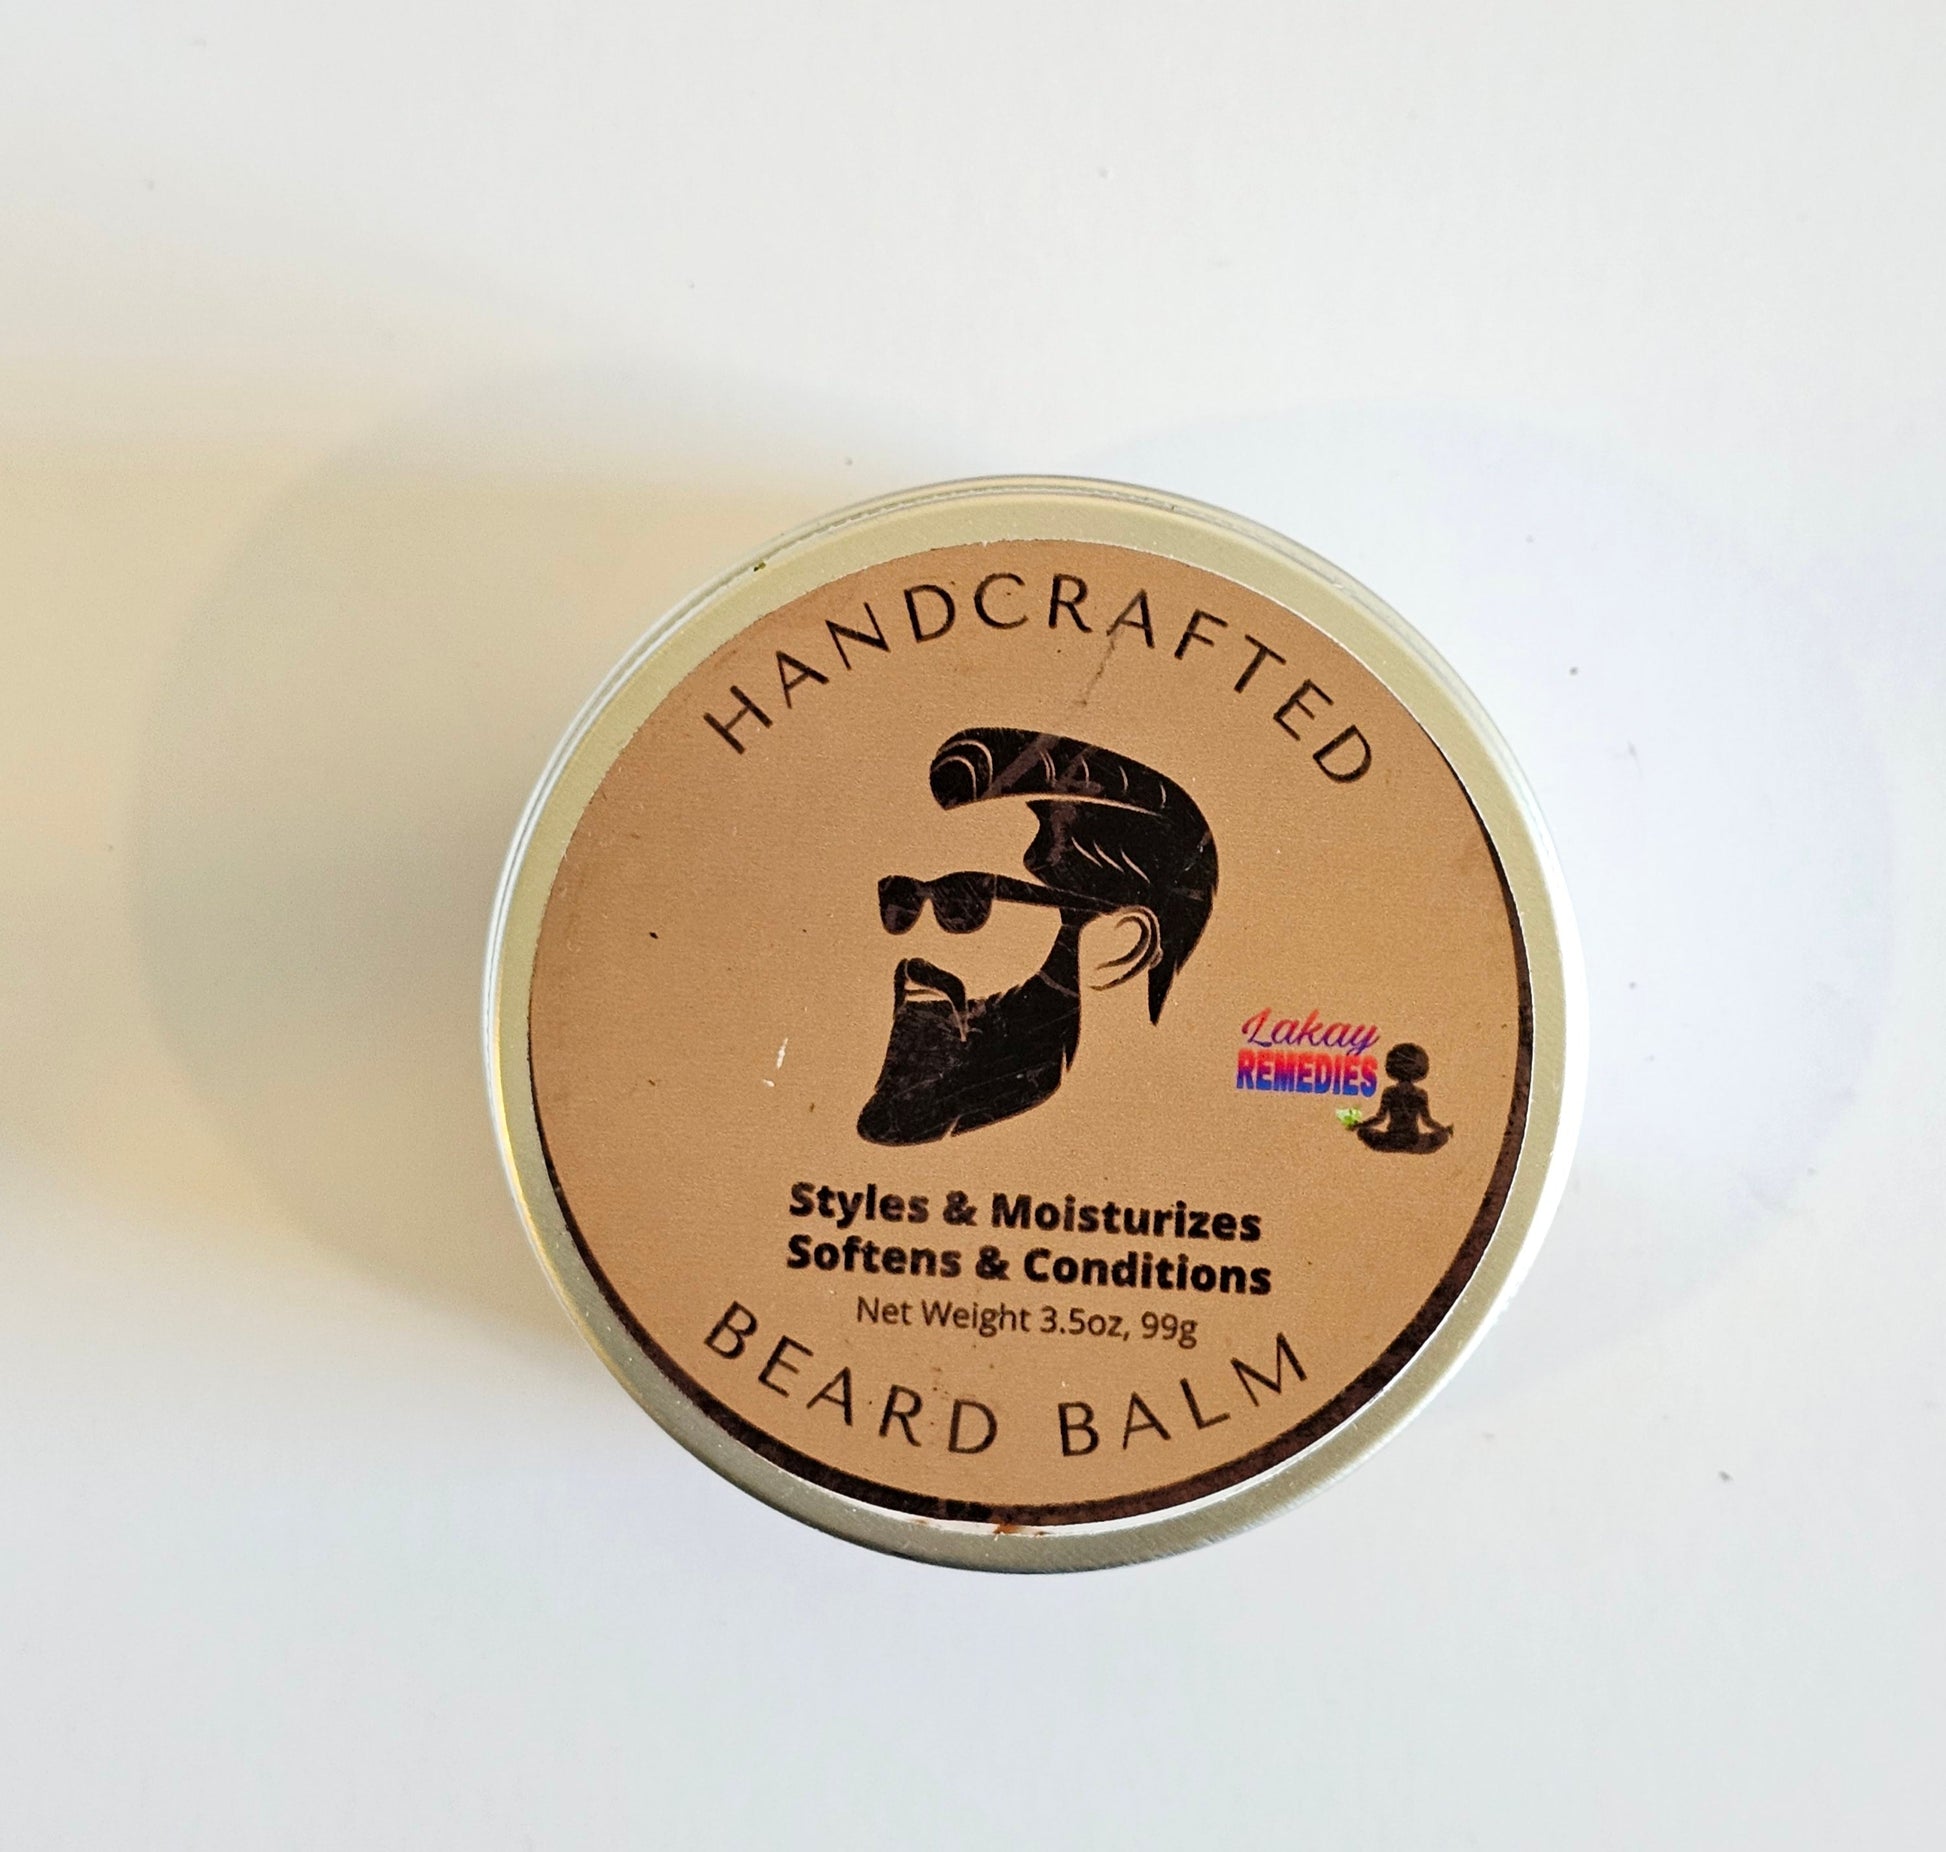 HANDCRAFTED
Lakay
REMEDIES
Styles & Moisturizes
Softens & Conditions
Net Weight 3.5oz, 99g
BEARD BALM